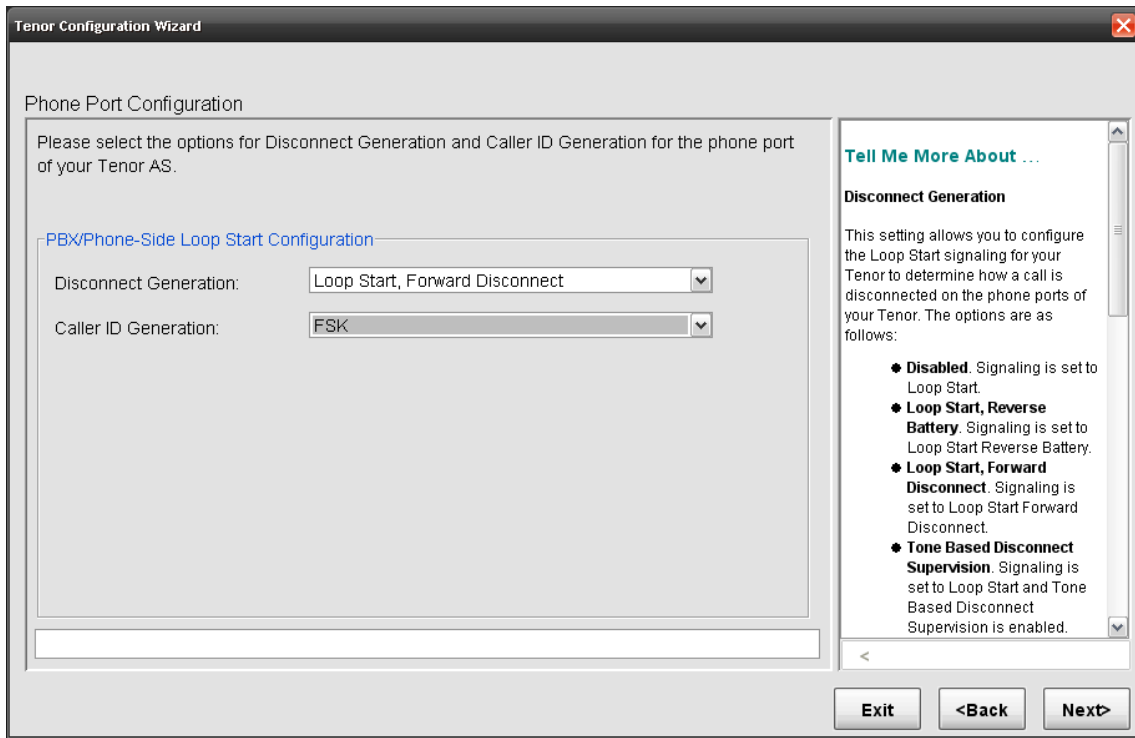 Tenor Configuration Wizard
Phone Port Configuration
Please select the options for Disconnect Generation and Caller ID Generation for the phone port
of your Tenor AS.
PBX/Phone-Side Loop Start Configuration
Disconnect Generation:
Loop Start, Forward Disconnect
Caller ID Generation:
FSK
Tell Me More About ...
Disconnect Generation
This setting allows you to configure
the Loop Start signaling for your
Tenor to determine how a call is
disconnected on the phone ports of
your Tenor. The options are as
follows:
● Disabled. Signaling is set to
Loop Start.
● Loop Start, Reverse
Battery. Signaling is set to
Loop Start Reverse Battery.
● Loop Start, Forward
Disconnect. Signaling is
set to Loop Start Forward
Disconnect.
● Tone Based Disconnect
Supervision. Signaling is
set to Loop Start and Tone
Based Disconnect
Supervision is enabled.
<
Exit
<Back
Next>